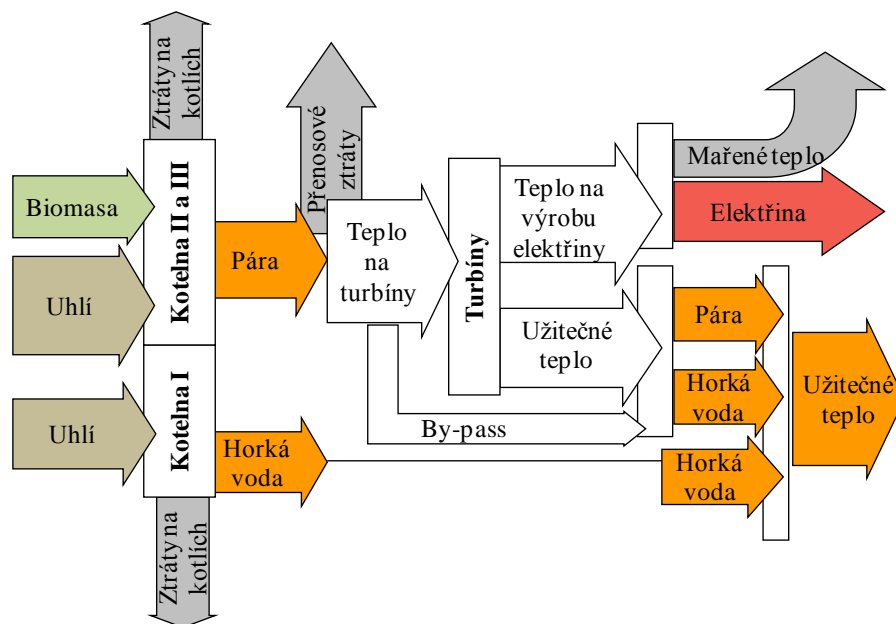 Ztráty na
kotlích
Biomasa
Uhlí
Uhlí
Kotelna II a III
Kotelna I
Ztráty na
kotlích
Pára
Horká
voda
Přenosové
ztráty
Teplo
na
turbíny
By-pass
Turbíny
Teplo na
výrobu
elektřiny
Užitečné
teplo
Mařené teplo
Elektřina
Pára
Horká
voda
Horká
voda
Užitečné
teplo